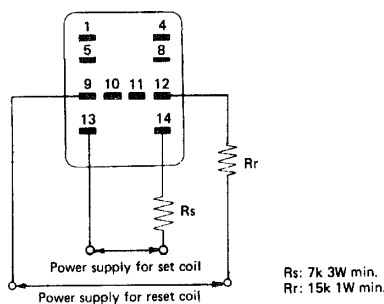 1 4
5 8
9 10 11 12
13 14
Rr
Rs
Power supply for set coil
Rs: 7k 3W min.
Power supply for reset coil
Rr: 15k 1W min.